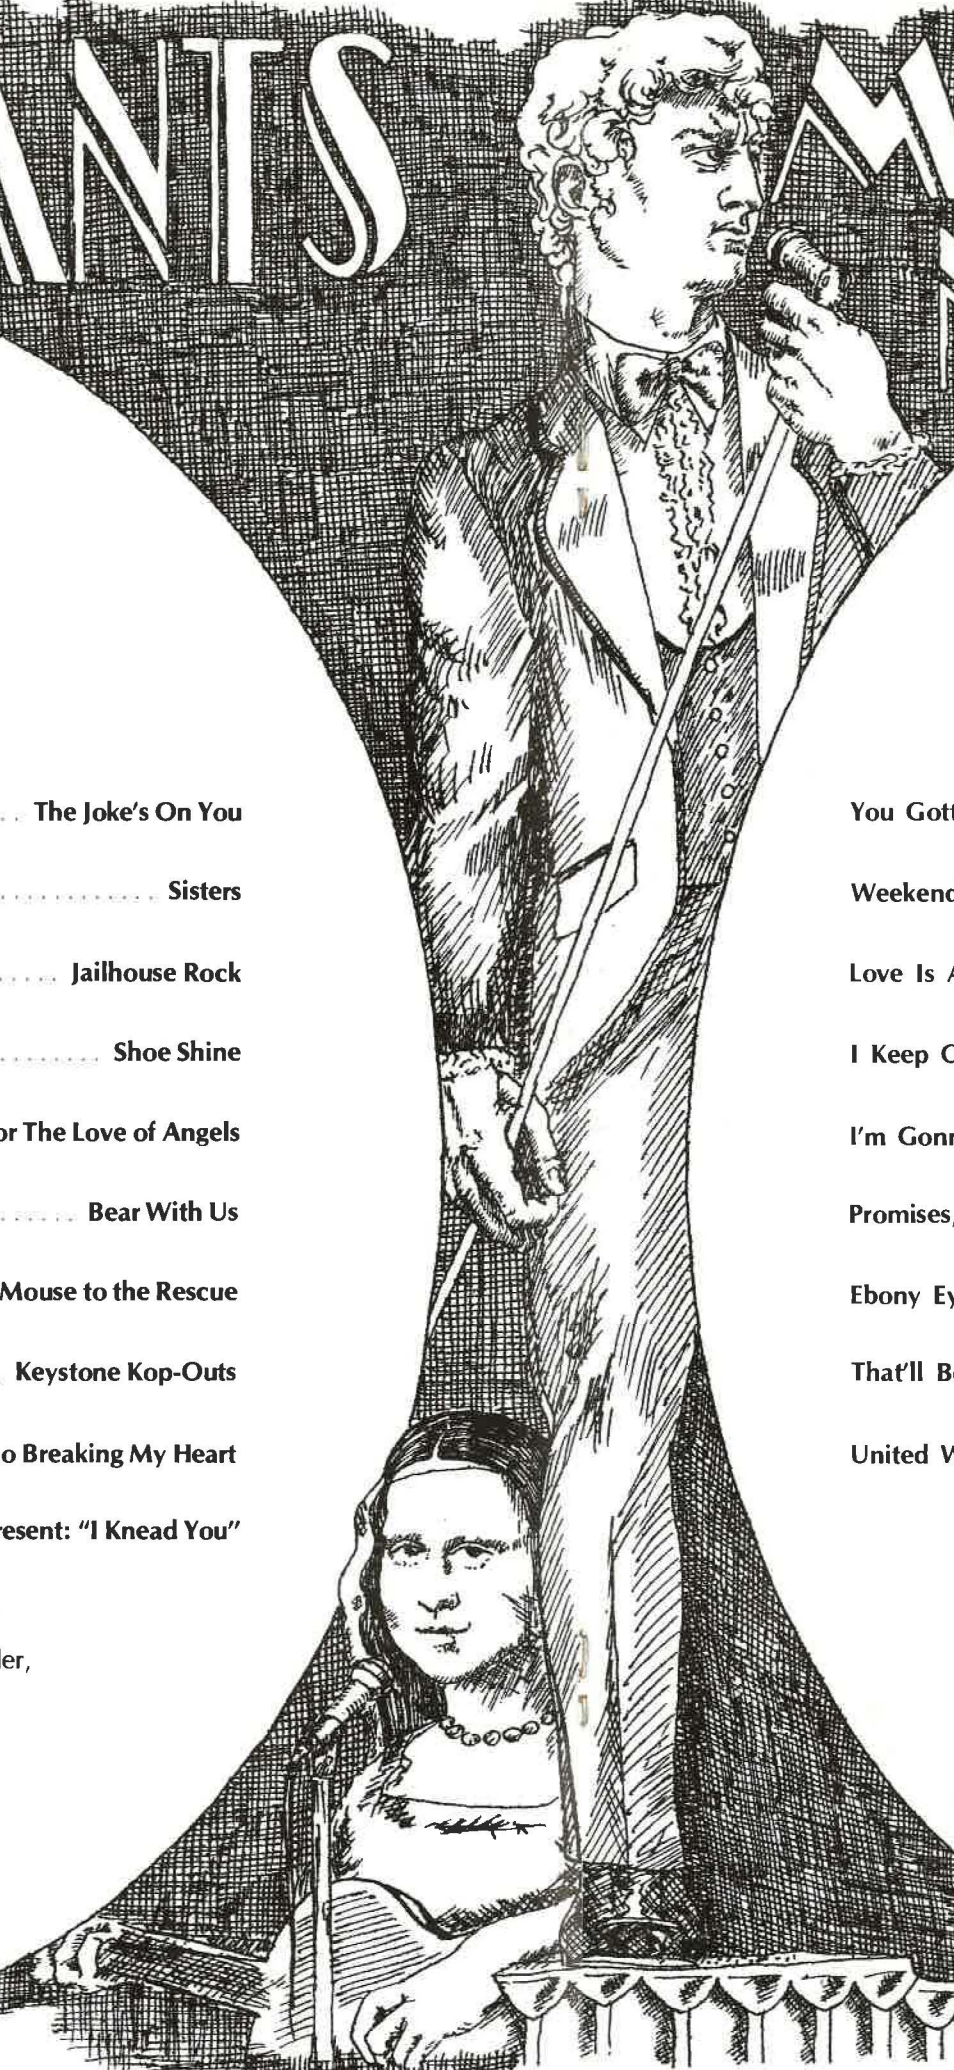 ANTS
The Joke's On You
Sisters
Jailhouse Rock
Shoe Shine
or The Love of Angels
Bear With Us
Mouse to the Rescue
Keystone Kop-Outs
o Breaking My Heart
resent: "I Knead You"
ler,
M
You Gott
Weekend
Love Is A
I Keep C
I'm Gonn
Promises,
Ebony Ey
That'll Be
United W